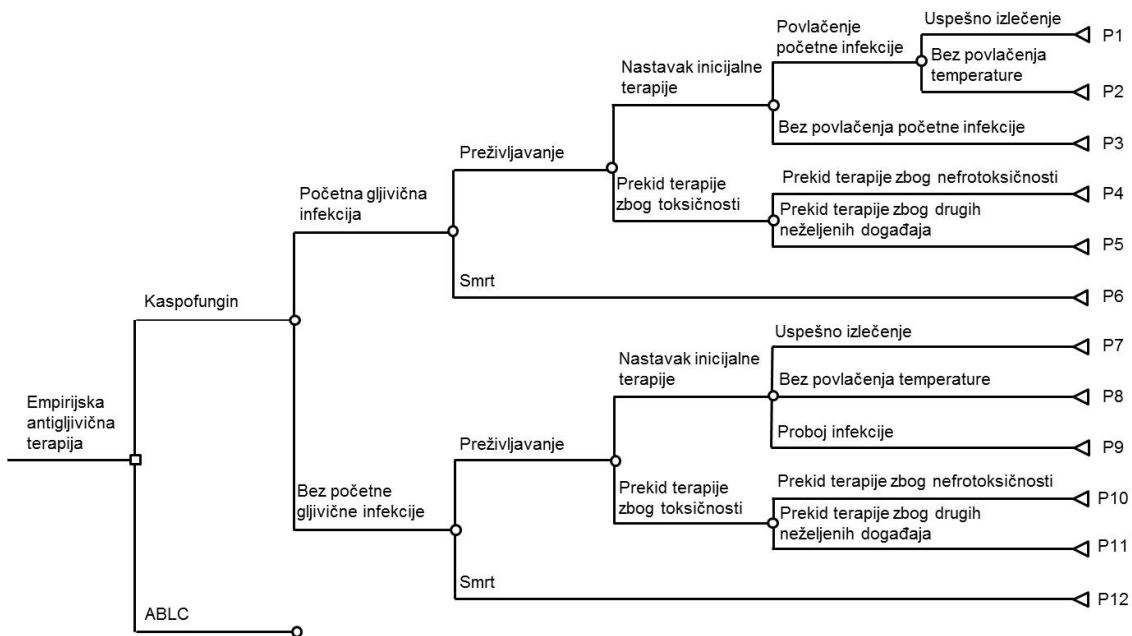 Uspešno izlečenje
P1
Povlačenje
početne infekcije
Bez povlačenja
temperature
P2
Nastavak inicijalne
terapije
Bez povlačenja početne infekcije
P3
Preživljavanje
Prekid terapije zbog nefrotoksičnosti
P4
Prekid terapije
zbog toksičnosti
Prekid terapije zbog drugih
neželjenih događaja
P5
Početna gljivična
infekcija
Smrt
P6
Kaspofungin
Uspešno izlečenje
P7
Nastavak inicijalne
terapije
Bez povlačenja temperature
P8
Empirijska
antigljivična
terapija
Proboj infekcije
P9
Preživljavanje
Prekid terapije zbog nefrotoksičnosti
P10
Bez početne
gljivične infekcije
Prekid terapije
zbog toksičnosti
Prekid terapije zbog drugih
neželjenih događaja
P11
Smrt
P12
ABLC